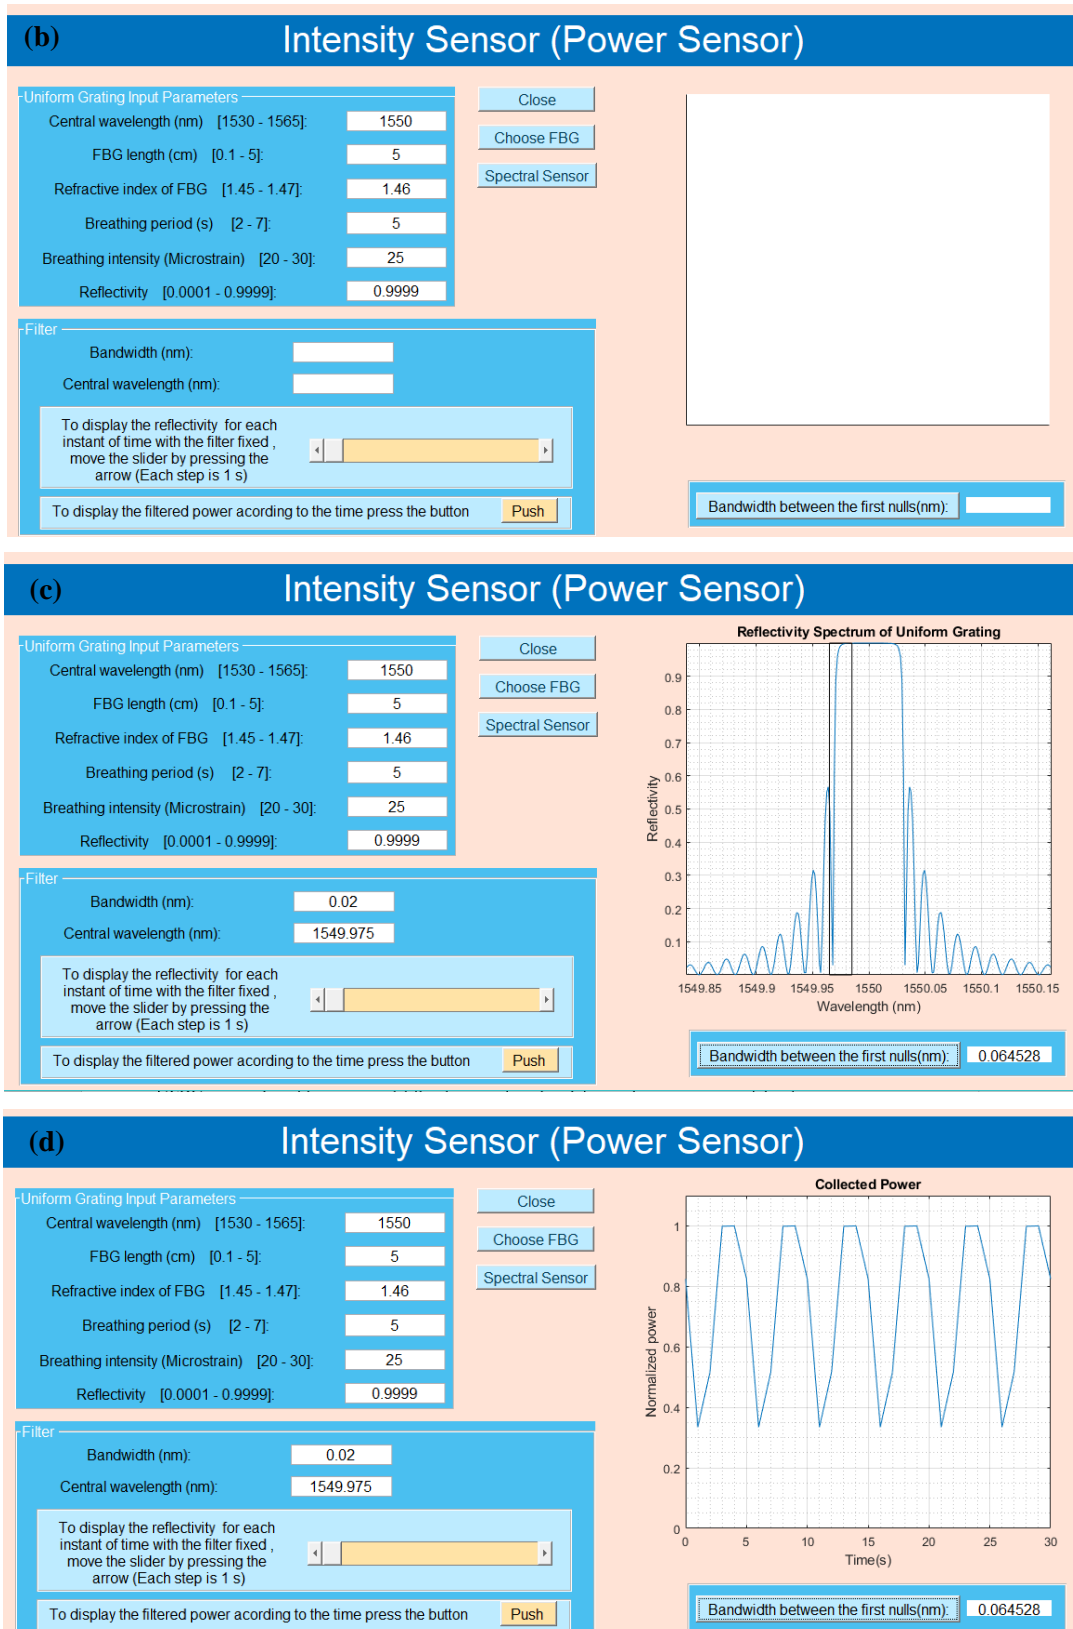 (b)
Intensity Sensor (Power Sensor)
Uniform Grating Input Parameters
Central wavelength (nm) [1530 - 1565]: 1550
FBG length (cm) [0.1 - 5]: 5
Refractive index of FBG [1.45 - 1.47]: 1.46
Breathing period (s) [2 - 7]: 5
Breathing intensity (Microstrain) [20 - 30]: 25
Reflectivity [0.0001 - 0.9999]: 0.9999
Close
Choose FBG
Spectral Sensor
Filter
Bandwidth (nm):
Central wavelength (nm):
To display the reflectivity for each
instant of time with the filter fixed ,
move the slider by pressing the
arrow (Each step is 1 s)
To display the filtered power acording to the time press the button Push
Bandwidth between the first nulls(nm):
(c)
Intensity Sensor (Power Sensor)
Uniform Grating Input Parameters
Central wavelength (nm) [1530 - 1565]: 1550
FBG length (cm) [0.1 - 5]: 5
Refractive index of FBG [1.45 - 1.47]: 1.46
Breathing period (s) [2 - 7]: 5
Breathing intensity (Microstrain) [20 - 30]: 25
Reflectivity [0.0001 - 0.9999]: 0.9999
Close
Choose FBG
Spectral Sensor
Filter
Bandwidth (nm): 0.02
Central wavelength (nm): 1549.975
To display the reflectivity for each
instant of time with the filter fixed ,
move the slider by pressing the
arrow (Each step is 1 s)
To display the filtered power acording to the time press the button Push
Reflectivity Spectrum of Uniform Grating
Reflectivity
0.9
0.8
0.7
0.6
0.5
0.4
0.3
0.2
0.1
1549.85 1549.9 1549.95 1550 1550.05 1550.1 1550.15
Wavelength (nm)
Bandwidth between the first nulls(nm): 0.064528
(d)
Intensity Sensor (Power Sensor)
Uniform Grating Input Parameters
Central wavelength (nm) [1530 - 1565]: 1550
FBG length (cm) [0.1 - 5]: 5
Refractive index of FBG [1.45 - 1.47]: 1.46
Breathing period (s) [2 - 7]: 5
Breathing intensity (Microstrain) [20 - 30]: 25
Reflectivity [0.0001 - 0.9999]: 0.9999
Close
Choose FBG
Spectral Sensor
Filter
Bandwidth (nm): 0.02
Central wavelength (nm): 1549.975
To display the reflectivity for each
instant of time with the filter fixed ,
move the slider by pressing the
arrow (Each step is 1 s)
To display the filtered power acording to the time press the button Push
Collected Power
Normalized power
1
0.8
0.6
0.4
0.2
0
0 5 10 15 20 25 30
Time(s)
Bandwidth between the first nulls(nm): 0.064528